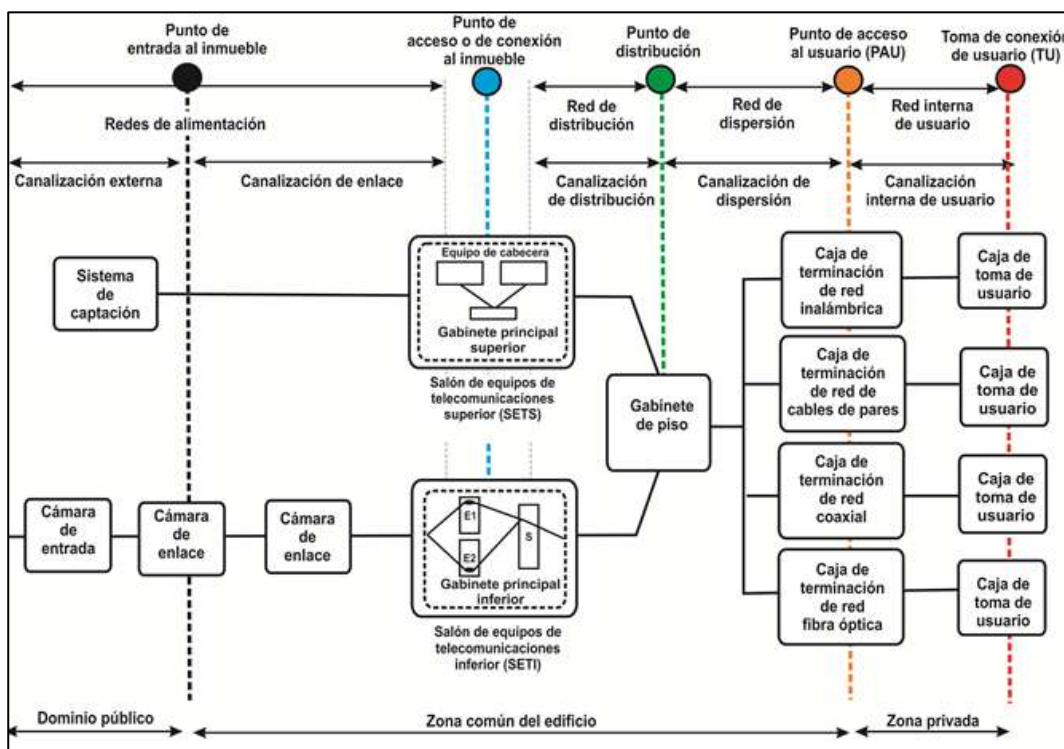 Punto de
entrada al inmueble
Punto de
acceso o de conexión
al inmueble
Punto de
distribución
Punto de acceso
al usuario (PAU)
Toma de conexión
de usuario (TU)
Redes de alimentación
Red de
distribución
Red de
dispersión
Red interna
de usuario
Canalización externa
Canalización de enlace
Canalización
de distribución
Canalización de
dispersión
Canalización
interna de usuario
Sistema
de
captación
Equipo de cabecera
Gabinete principal
superior
Salón de equipos de
telecomunicaciones
superior (SETS)
Gabinete
de piso
Caja de
terminación
de red
inalámbrica
Caja de
toma de
usuario
Caja de
terminación
de red de
cables de pares
Caja de
toma de
usuario
Cámara
de
entrada
Cámara
de
enlace
Cámara
de
enlace
E1
E2
S
Gabinete principal
inferior
Salón de equipos de
telecomunicaciones
inferior (SETI)
Caja de
terminación
de red
coaxial
Caja de
toma de
usuario
Caja de
terminación
de red
fibra óptica
Caja de
toma de
usuario
Dominio público
Zona común del edificio
Zona privada